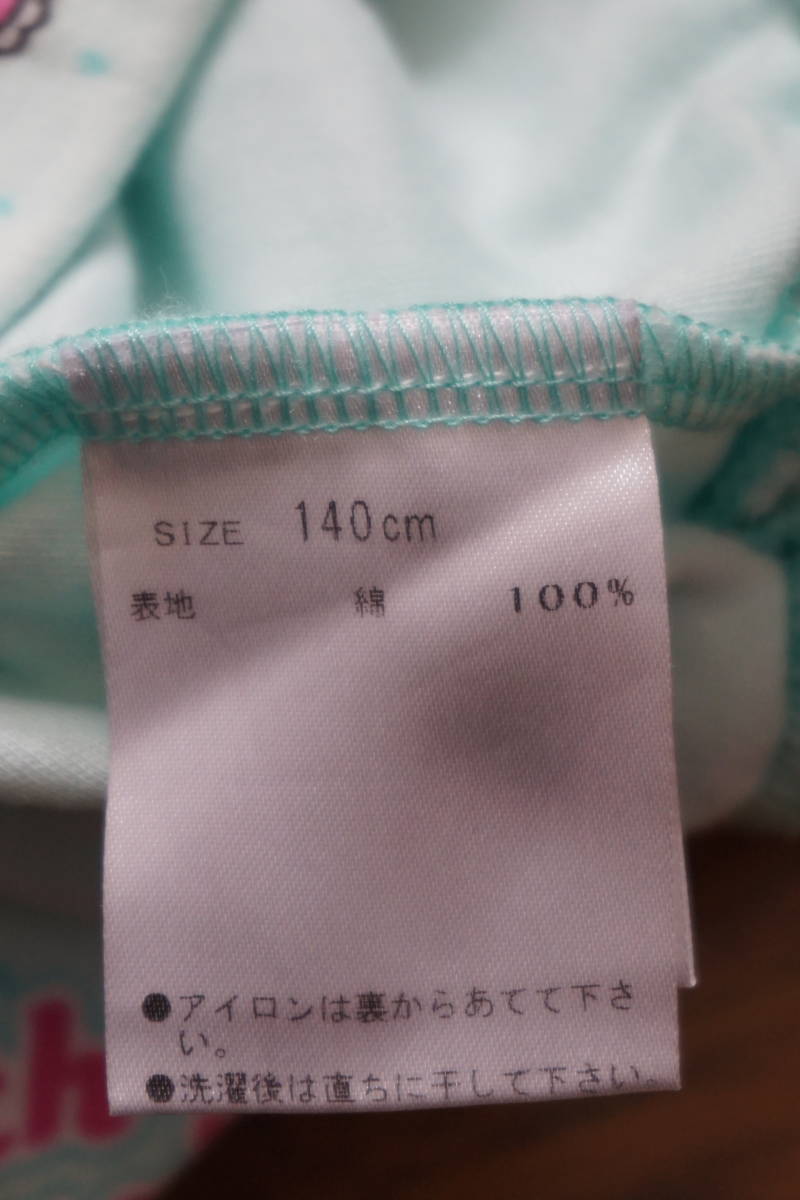 SIZE 140cm
表地 綿 100%
●アイロンは裏からあてて下さ
い。
●洗濯後は直ちに干して下さい。